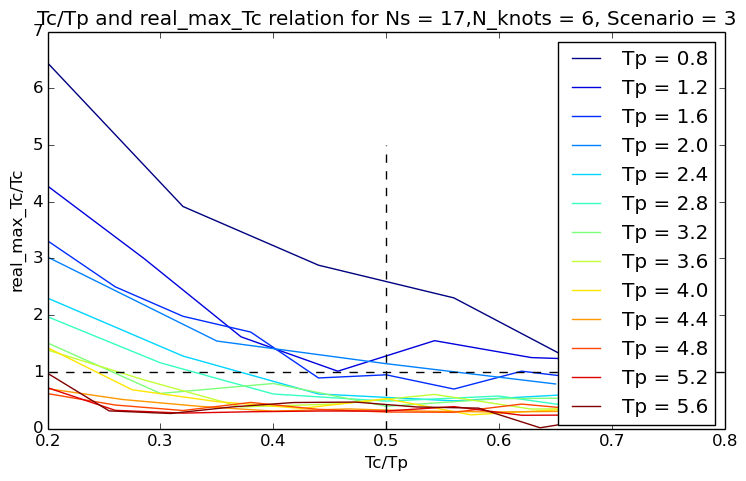 Tc/Tp and real_max_Tc relation for Ns = 17,N_knots = 6, Scenario = 3
7
6
5
4
3
2
1
0
real_max_Tc/Tc
0.2 0.3 0.4 0.5 0.6 0.7 0.8
Tc/Tp
Tp = 0.8
Tp = 1.2
Tp = 1.6
Tp = 2.0
Tp = 2.4
Tp = 2.8
Tp = 3.2
Tp = 3.6
Tp = 4.0
Tp = 4.4
Tp = 4.8
Tp = 5.2
Tp = 5.6